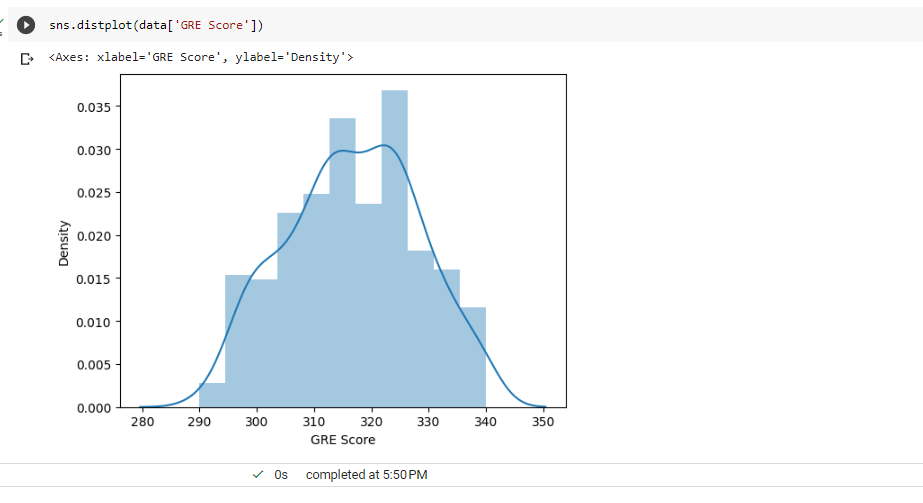 sns.distplot(data['GRE Score'])
<Axes: xlabel='GRE Score', ylabel='Density'>
0.035
0.030
0.025
0.020
0.015
0.010
0.005
0.000
Density
280 290 300 310 320 330 340 350
GRE Score
0s completed at 5:50 PM